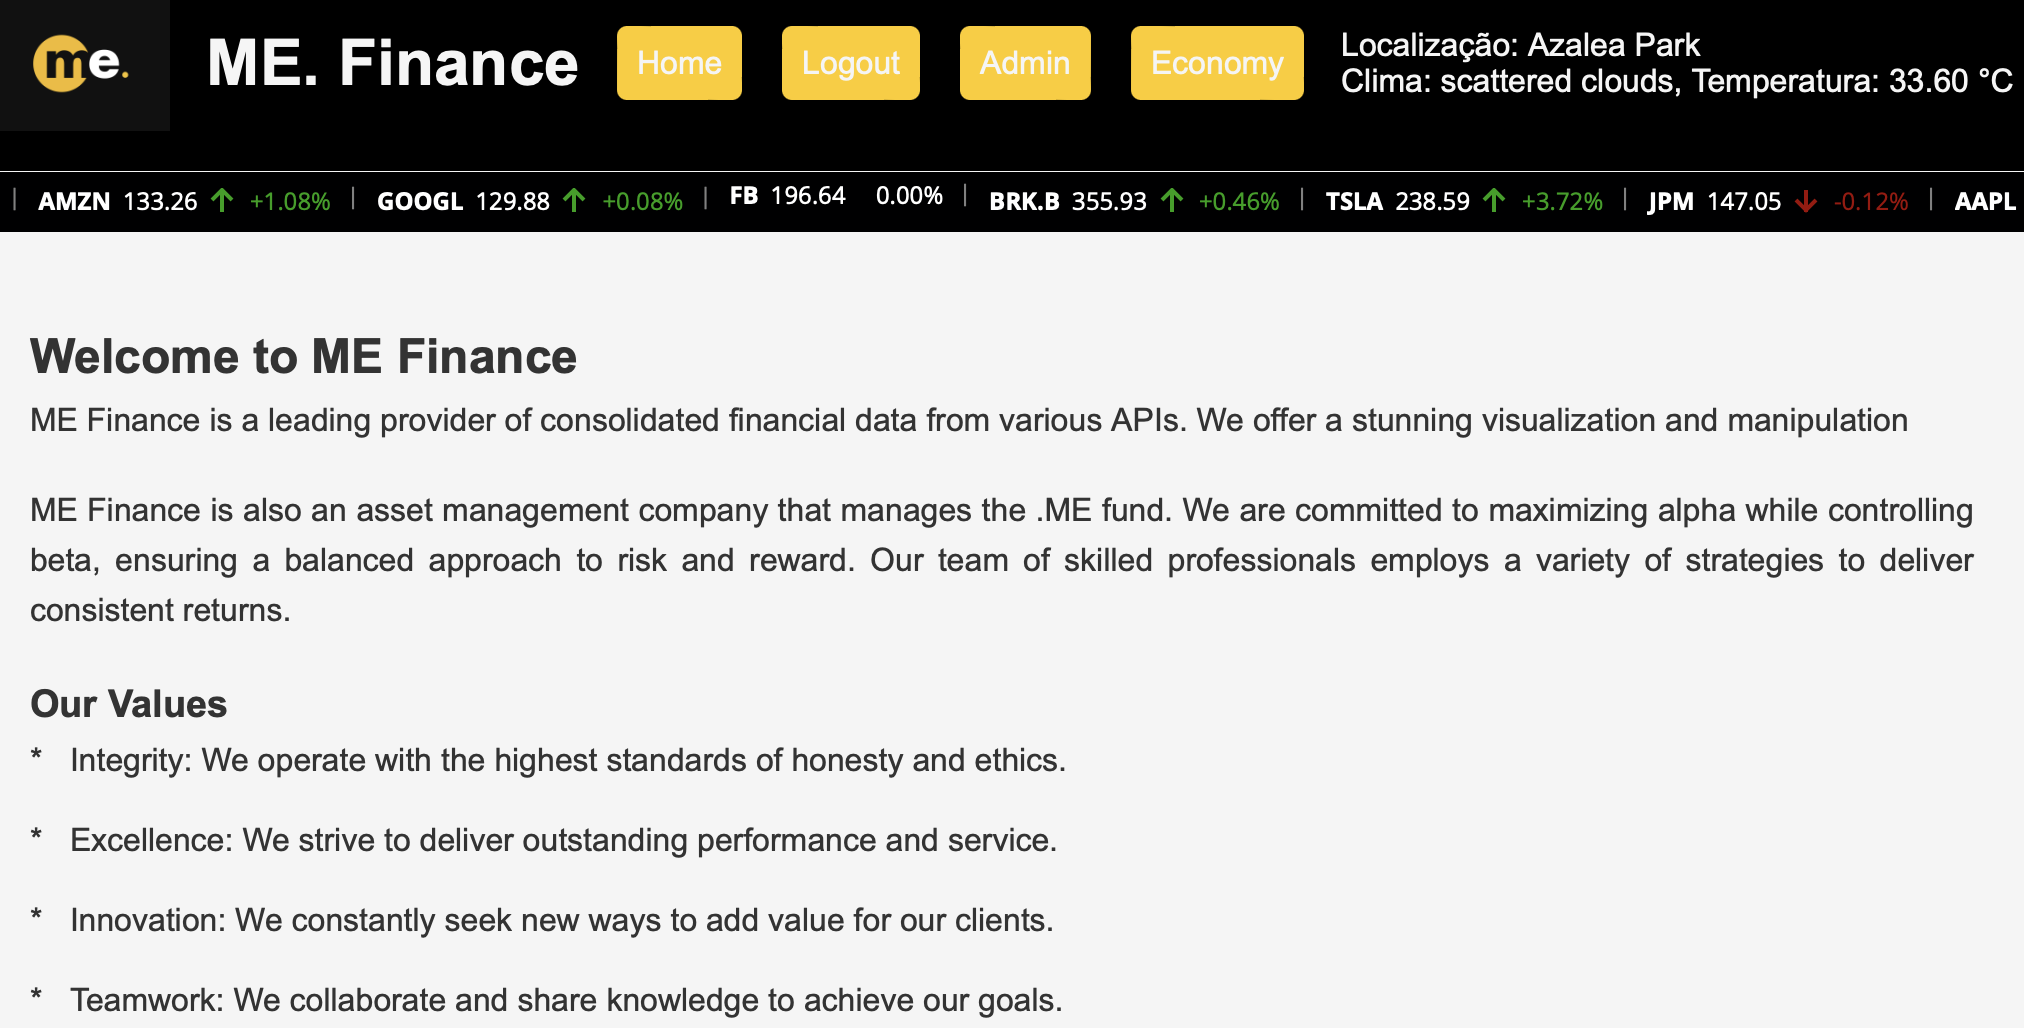 me.
ME. Finance
Home
Logout
Admin
Economy
Localização: Azalea Park
Clima: scattered clouds, Temperatura: 33.60 °C
AMZN 133.26 +1.08% | GOOGL 129.88 +0.08% | FB 196.64 0.00% | BRK.B 355.93 +0.46% | TSLA 238.59 +3.72% | JPM 147.05 -0.12% | AAPL
Welcome to ME Finance
ME Finance is a leading provider of consolidated financial data from various APIs. We offer a stunning visualization and manipulation
ME Finance is also an asset management company that manages the .ME fund. We are committed to maximizing alpha while controlling
beta, ensuring a balanced approach to risk and reward. Our team of skilled professionals employs a variety of strategies to deliver
consistent returns.
Our Values
* Integrity: We operate with the highest standards of honesty and ethics.
* Excellence: We strive to deliver outstanding performance and service.
* Innovation: We constantly seek new ways to add value for our clients.
* Teamwork: We collaborate and share knowledge to achieve our goals.